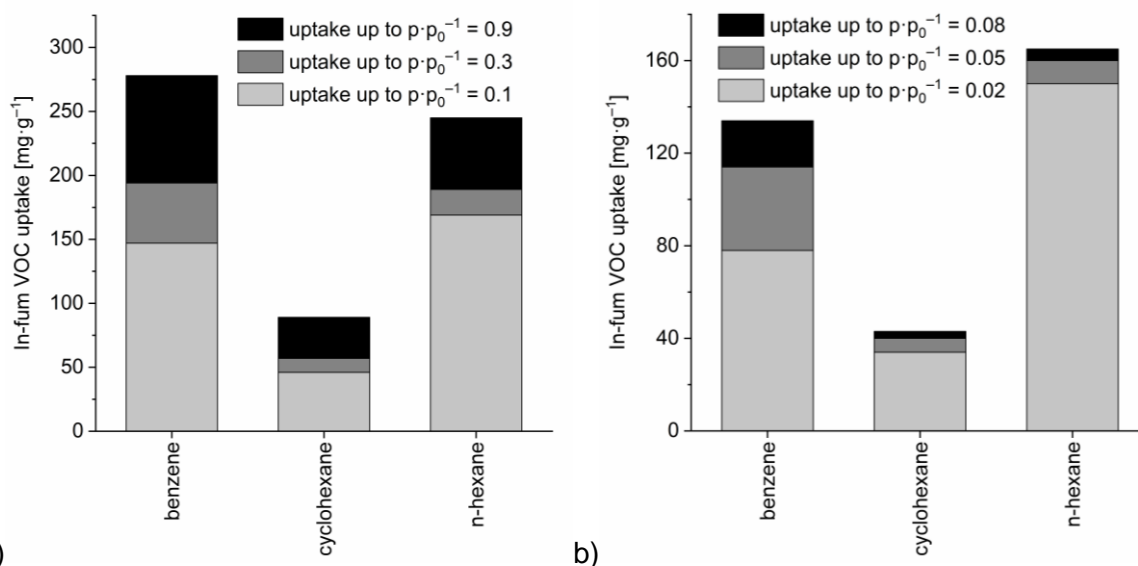 300
250
200
150
100
50
0
In-fum VOC uptake [mg·g⁻¹]
uptake up to p·p₀⁻¹ = 0.9
uptake up to p·p₀⁻¹ = 0.3
uptake up to p·p₀⁻¹ = 0.1
benzene
cyclohexane
n-hexane
)
160
120
80
40
0
In-fum VOC uptake [mg·g⁻¹]
uptake up to p·p₀⁻¹ = 0.08
uptake up to p·p₀⁻¹ = 0.05
uptake up to p·p₀⁻¹ = 0.02
benzene
cyclohexane
n-hexane
b)